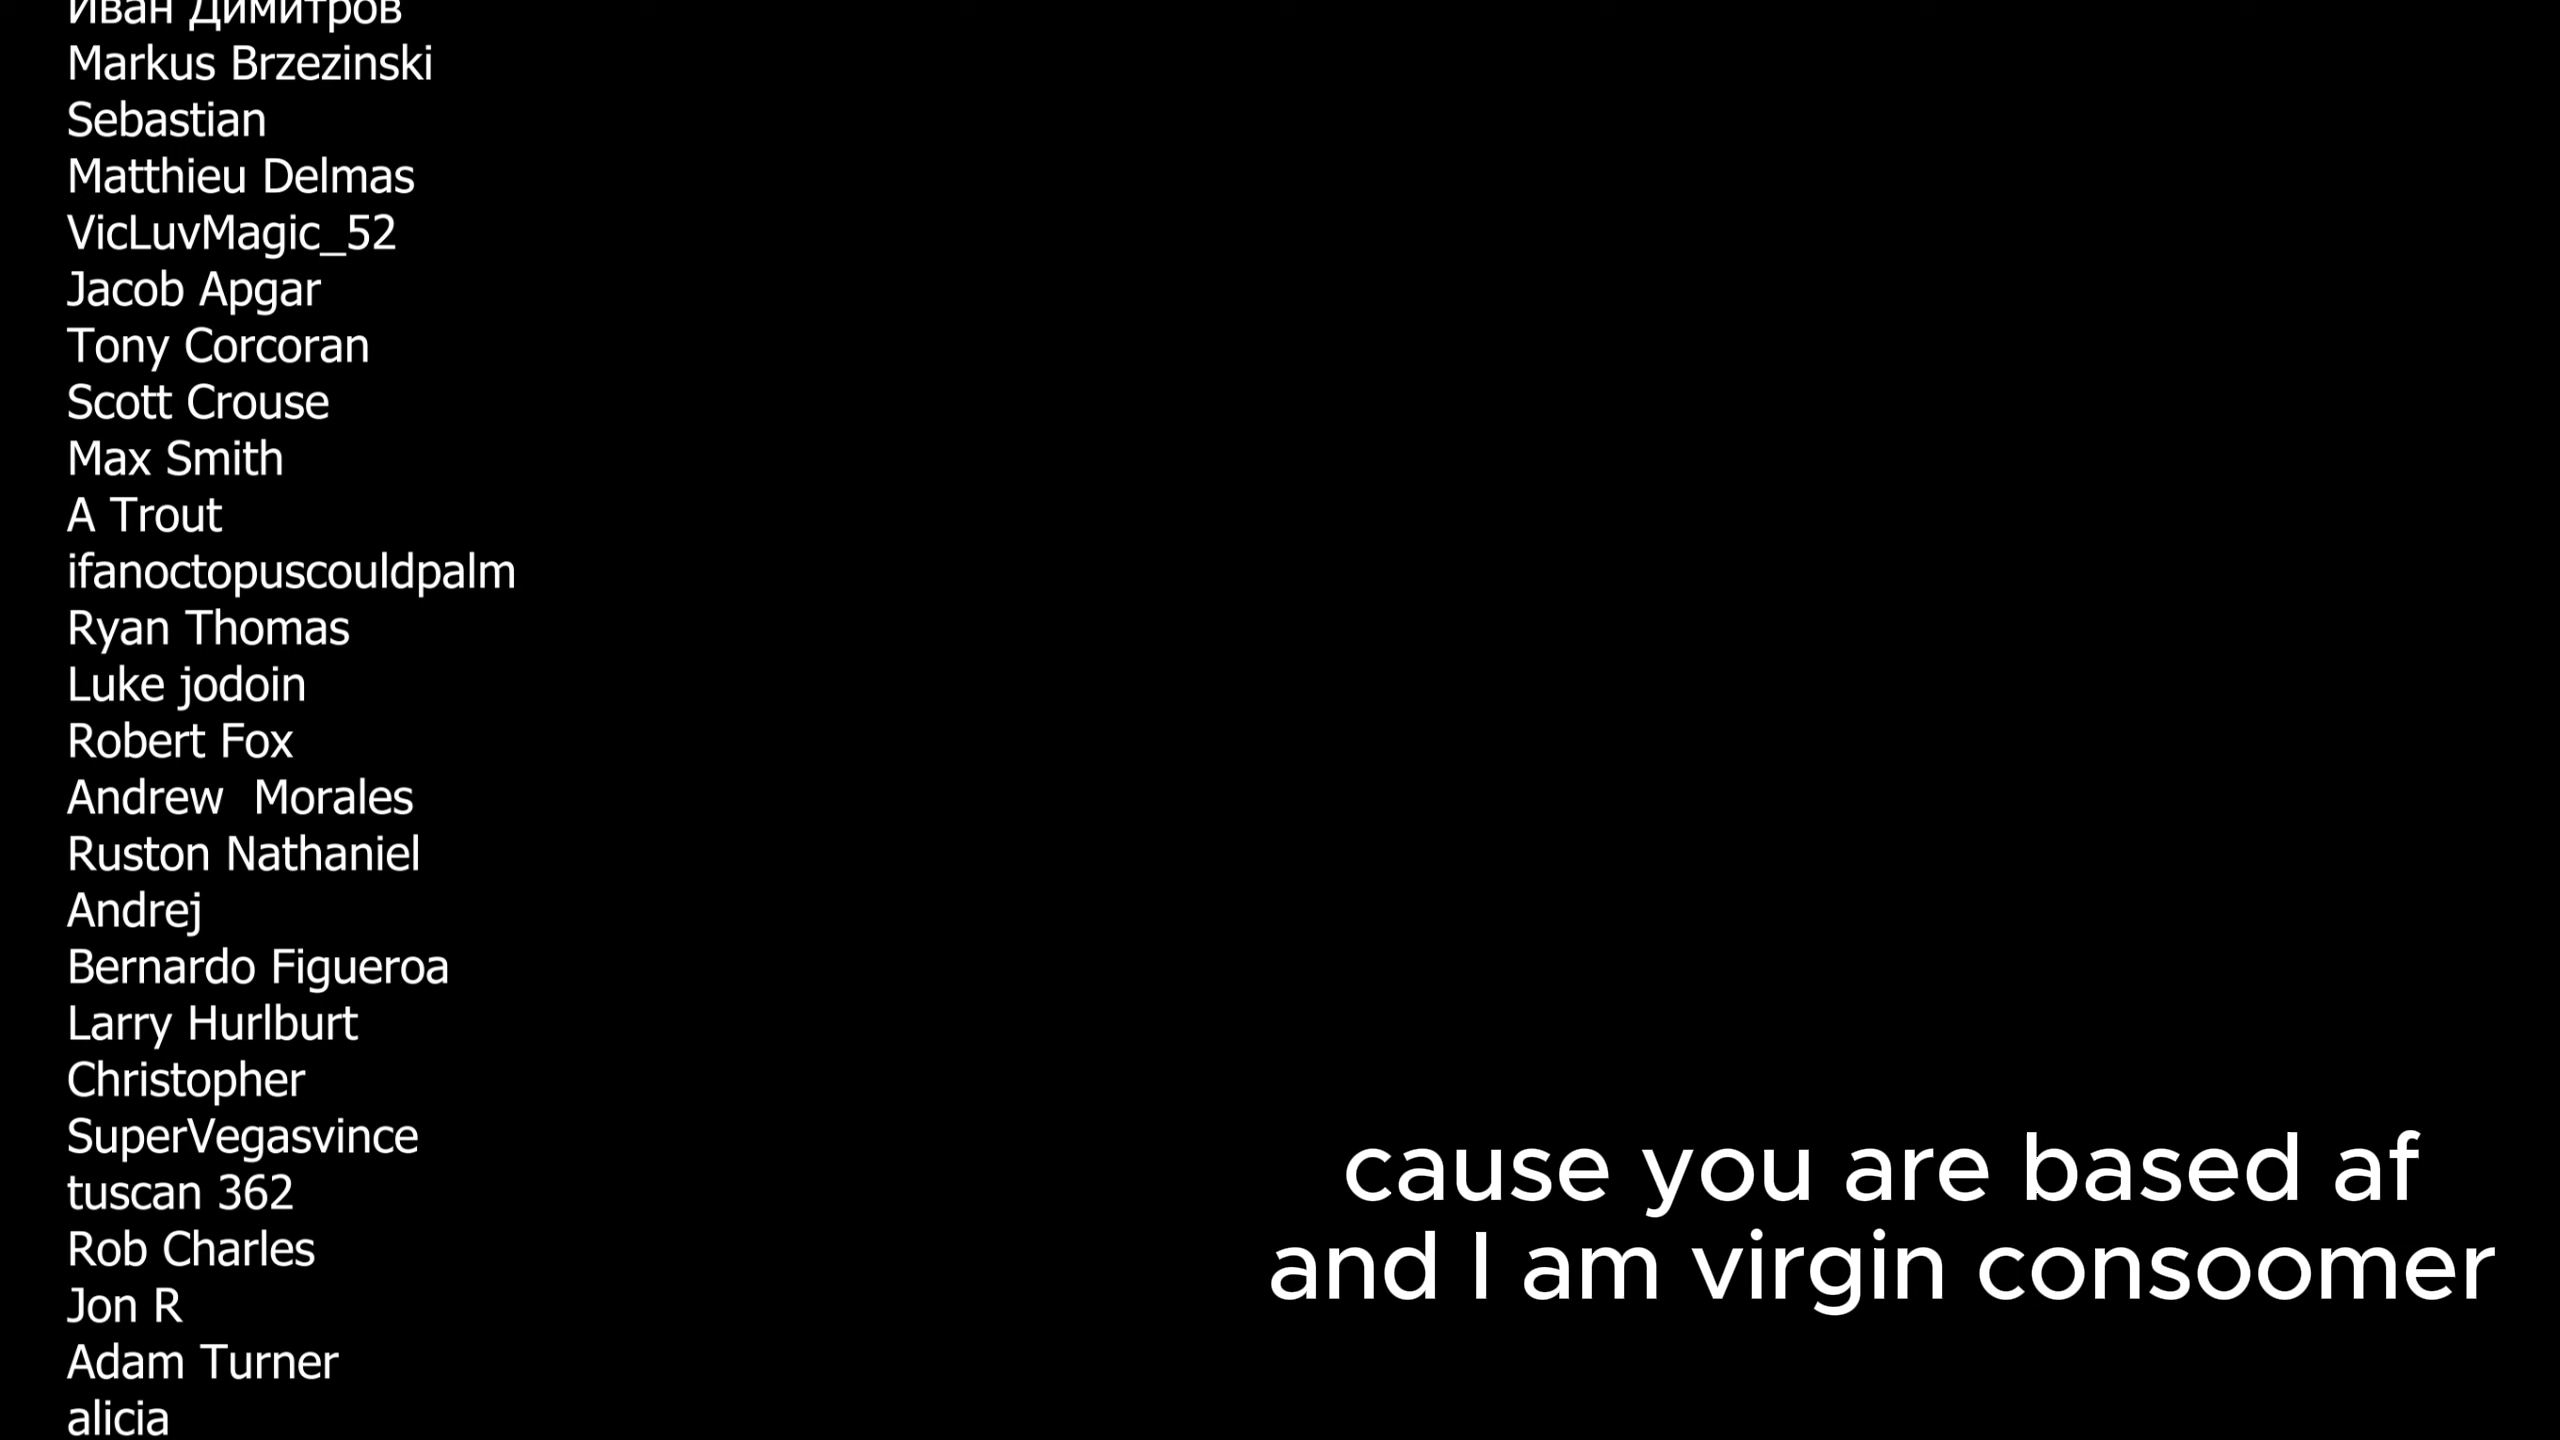 Иван Димитров
Markus Brzezinski
Sebastian
Matthieu Delmas
VicLuvMagic_52
Jacob Apgar
Tony Corcoran
Scott Crouse
Max Smith
A Trout
ifanoctopuscouldpalm
Ryan Thomas
Luke jodoin
Robert Fox
Andrew  Morales
Ruston Nathaniel
Andrej
Bernardo Figueroa
Larry Hurlburt
Christopher
SuperVegasvince
tuscan 362
Rob Charles
Jon R
Adam Turner
alicia
cause you are based af
and I am virgin consoomer